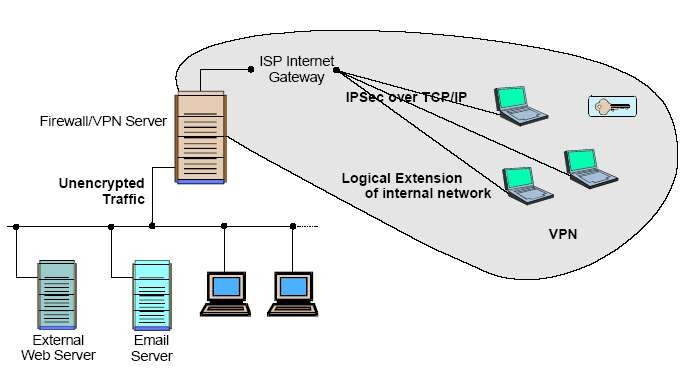 ISP Internet
Gateway
IPSec over TCP/IP
Firewall/VPN Server
Unencrypted
Traffic
Logical Extension
of internal network
VPN
External
Web Server
Email
Server